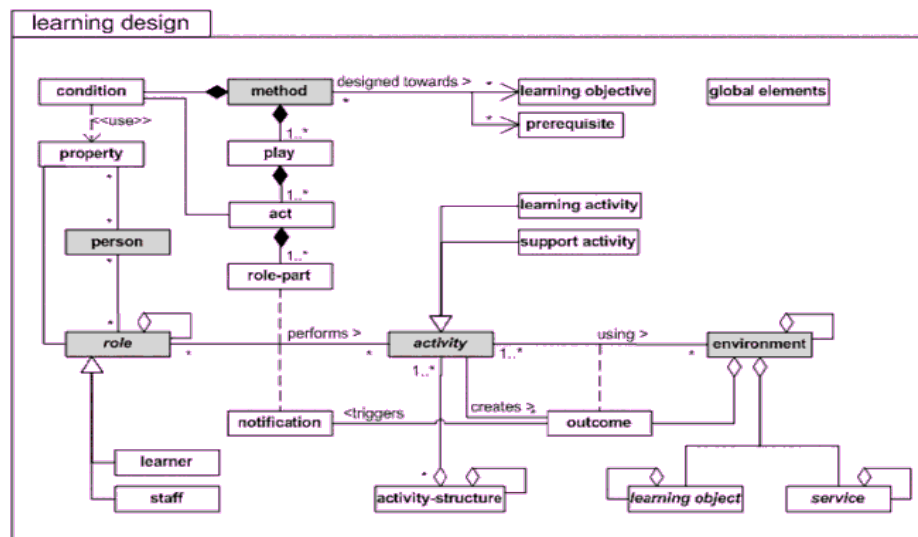 learning design
condition
method
designed towards >
*
*
learning objective
global elements
<<use>>
*
prerequisite
property
1..*
play
*
1..*
learning activity
*
act
support activity
person
1..*
*
role-part
*
performs >
using >
role
activity
environment
*
*
1..*
1..*
*
notification
<triggers
creates >
*
outcome
learner
*
staff
activity-structure
learning object
service